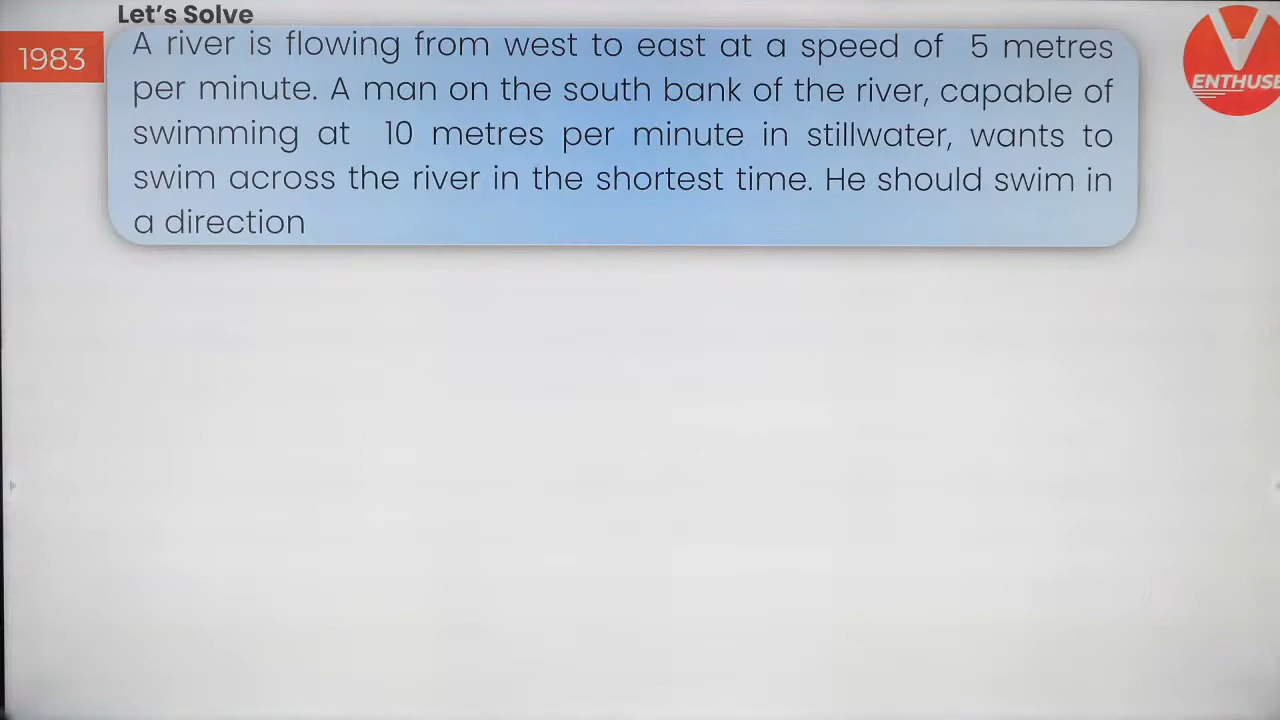 Let's Solve
1983
A river is flowing from west to east at a speed of 5 metres
per minute. A man on the south bank of the river, capable of
swimming at 10 metres per minute in stillwater, wants to
swim across the river in the shortest time. He should swim in
a direction
V
ENTHUSE